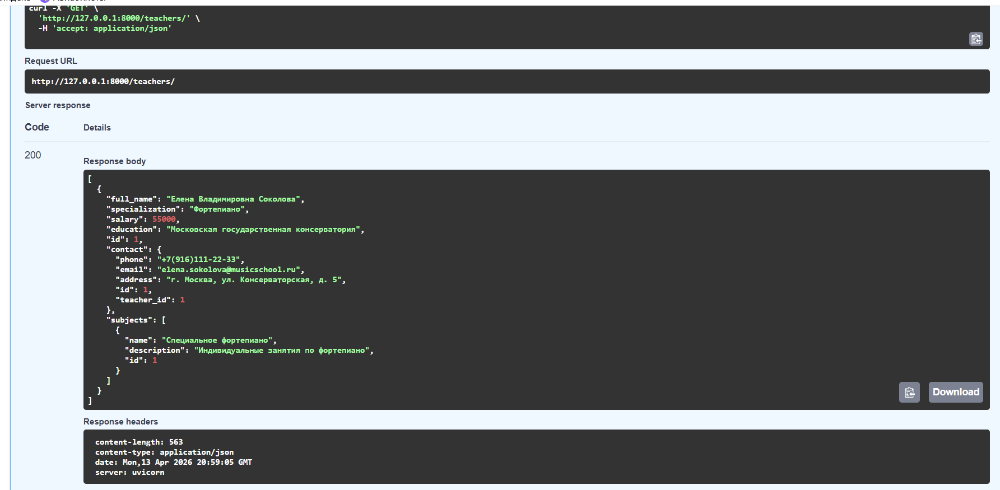 curl -X 'GET' \
  'http://127.0.0.1:8000/teachers/' \
  -H 'accept: application/json'
Request URL
http://127.0.0.1:8000/teachers/
Server response
Code Details
200
Response body
[
  {
    "full_name": "Елена Владимировна Соколова",
    "specialization": "Фортепиано",
    "salary": 55000,
    "education": "Московская государственная консерватория",
    "id": 1,
    "contact": {
      "phone": "+7(916)111-22-33",
      "email": "elena.sokolova@musicschool.ru",
      "address": "г. Москва, ул. Консерваторская, д. 5",
      "id": 1,
      "teacher_id": 1
    },
    "subjects": [
      {
        "name": "Специальное фортепиано",
        "description": "Индивидуальные занятия по фортепиано",
        "id": 1
      }
    ]
  }
]
Download
Response headers
content-length: 563
content-type: application/json
date: Mon,13 Apr 2026 20:59:05 GMT
server: uvicorn